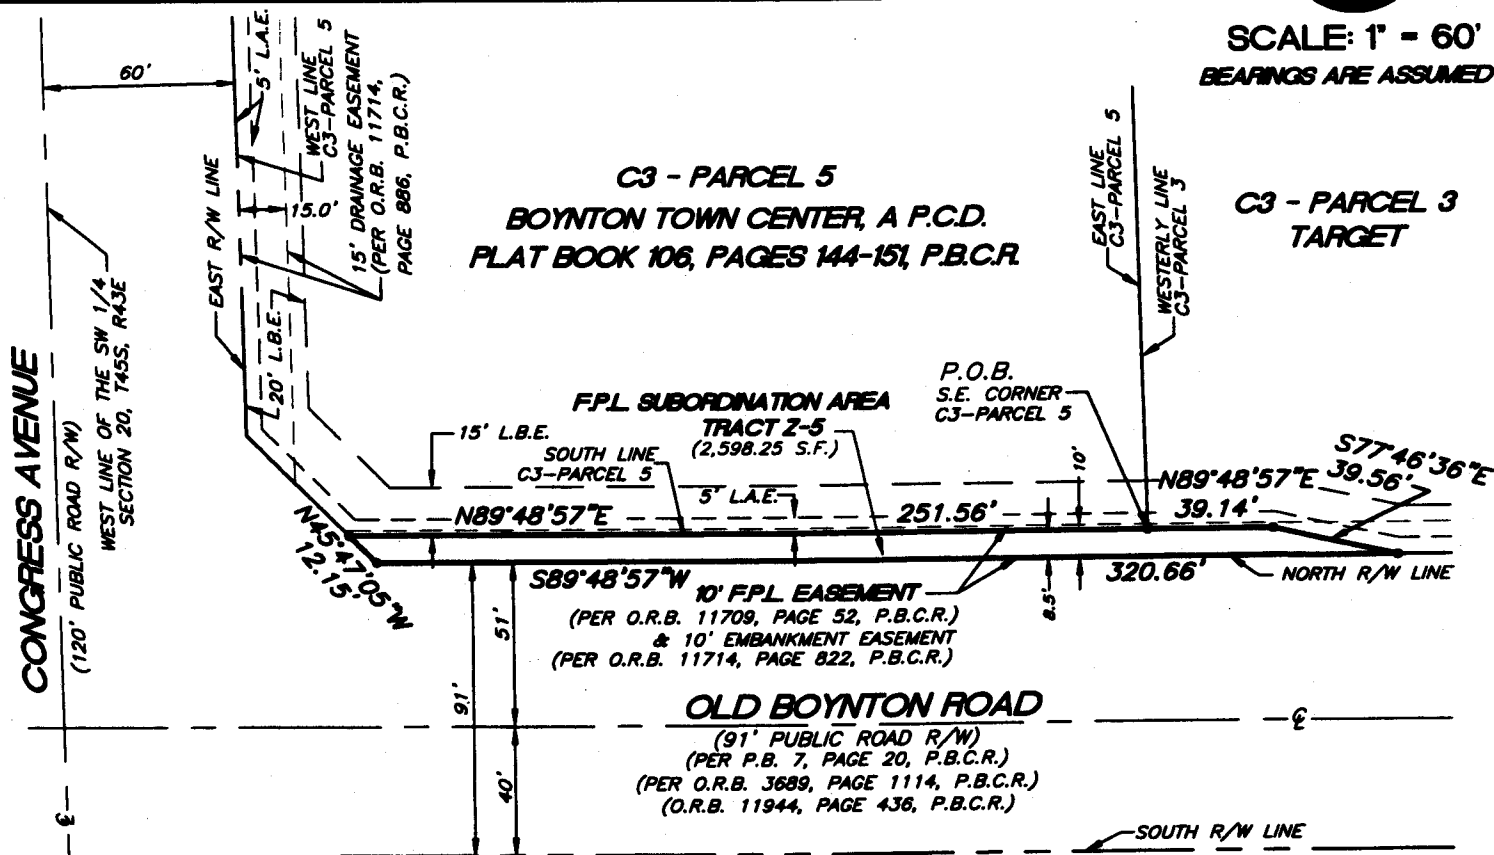 SCALE: 1" = 60'
BEARINGS ARE ASSUMED
60'
5' L.A.E.
WEST LINE
C3-PARCEL 5
15' DRAINAGE EASEMENT
(PER O.R.B. 11714,
PAGE 886, P.B.C.R.)
EAST R/W LINE
15.0'
20' L.B.E.
C3 - PARCEL 5
BOYNTON TOWN CENTER, A P.C.D.
PLAT BOOK 106, PAGES 144-151, P.B.C.R.
EAST LINE
C3-PARCEL 5
WESTERLY LINE
C3-PARCEL 3
C3 - PARCEL 3
TARGET
CONGRESS AVENUE
(120' PUBLIC ROAD R/W)
WEST LINE OF THE SW 1/4
SECTION 20, T45S, R43E
P.O.B.
S.E. CORNER
C3-PARCEL 5
F.P.L. SUBORDINATION AREA
TRACT Z-5
(2,598.25 S.F.)
15' L.B.E.
SOUTH LINE
C3-PARCEL 5
5' L.A.E.
10'
N89°48'57"E
251.56'
N89°48'57"E
39.14'
S77°46'36"E
39.56'
N45°47'05"W
12.15'
S89°48'57"W
320.66'
8.5'
NORTH R/W LINE
10' F.P.L. EASEMENT
(PER O.R.B. 11709, PAGE 52, P.B.C.R.)
& 10' EMBANKMENT EASEMENT
(PER O.R.B. 11714, PAGE 822, P.B.C.R.)
51'
91'
40'
OLD BOYNTON ROAD
(91' PUBLIC ROAD R/W)
(PER P.B. 7, PAGE 20, P.B.C.R.)
(PER O.R.B. 3689, PAGE 1114, P.B.C.R.)
(O.R.B. 11944, PAGE 436, P.B.C.R.)
℄
℄
SOUTH R/W LINE